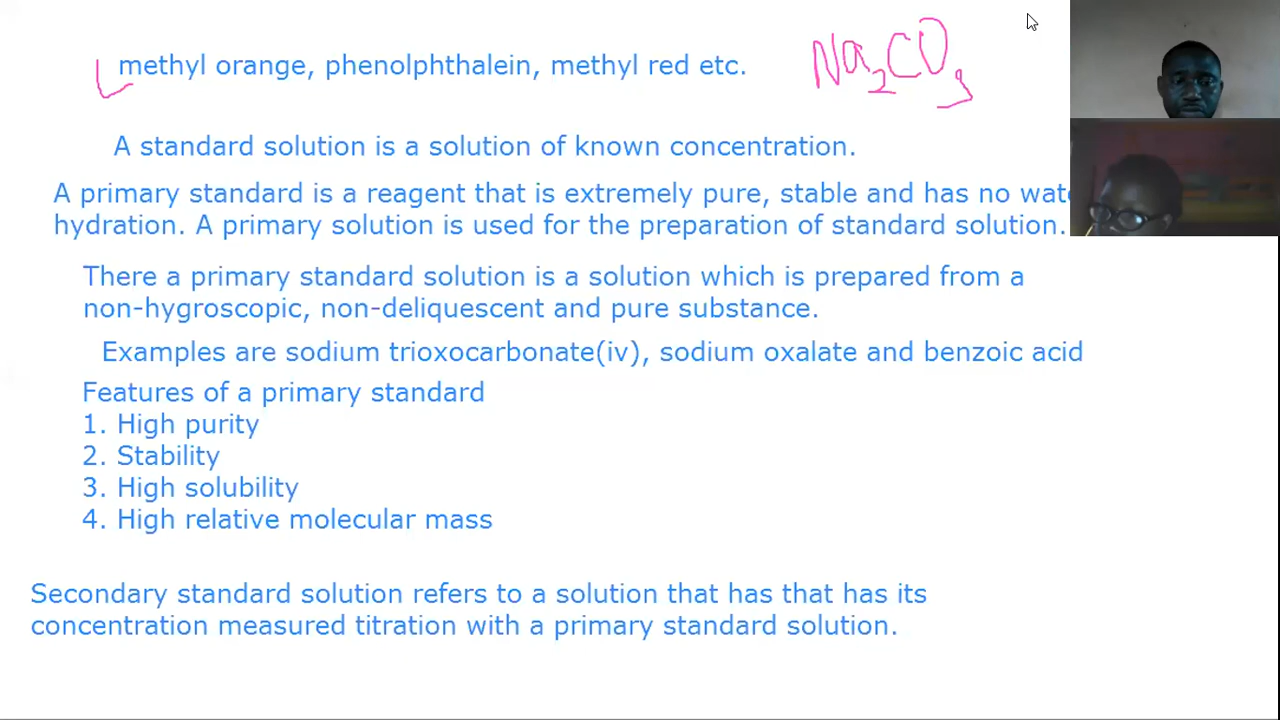 methyl orange, phenolphthalein, methyl red etc. Na2CO3
A standard solution is a solution of known concentration.
A primary standard is a reagent that is extremely pure, stable and has no
hydration. A primary solution is used for the preparation of standard solution.
There a primary standard solution is a solution which is prepared from a
non-hygroscopic, non-deliquescent and pure substance.
Examples are sodium trioxocarbonate(iv), sodium oxalate and benzoic acid
Features of a primary standard
1. High purity
2. Stability
3. High solubility
4. High relative molecular mass
Secondary standard solution refers to a solution that has that has its
concentration measured titration with a primary standard solution.